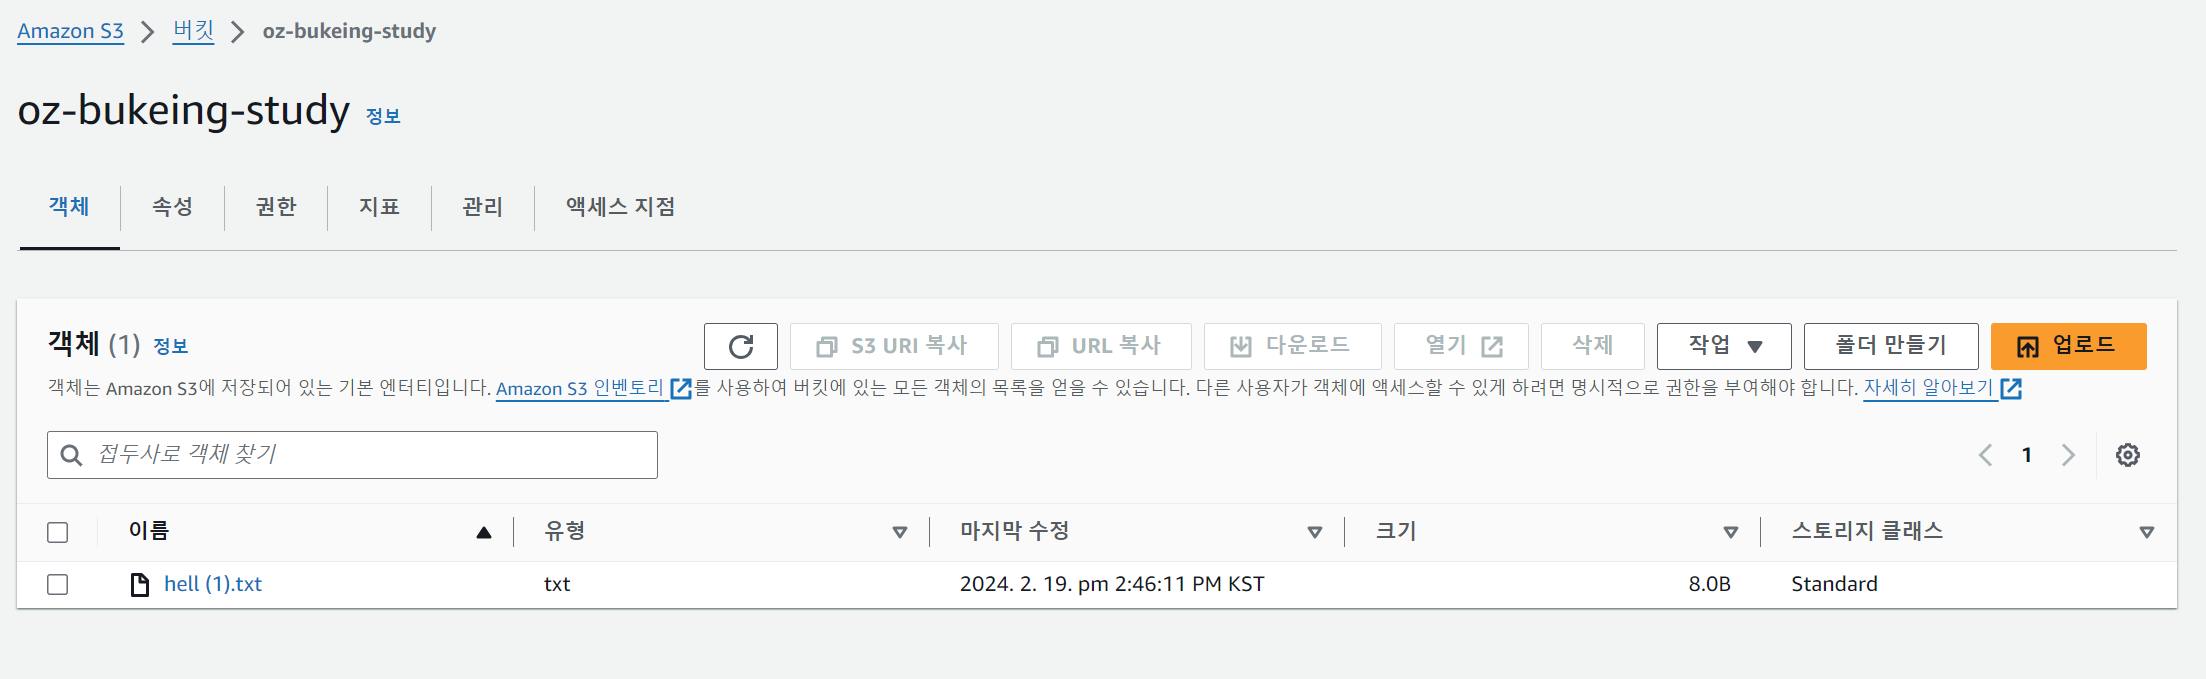 Amazon S3 버킷 oz-bukeing-study
oz-bukeing-study 정보
객체 속성 권한 지표 관리 액세스 지점
객체 (1) 정보 S3 URI 복사 URL 복사 다운로드 열기 삭제 작업 폴더 만들기 업로드
객체는 Amazon S3에 저장되어 있는 기본 엔터티입니다. Amazon S3 인벤토리를 사용하여 버킷에 있는 모든 객체의 목록을 얻을 수 있습니다. 다른 사용자가 객체에 액세스할 수 있게 하려면 명시적으로 권한을 부여해야 합니다. 자세히 알아보기
접두사로 객체 찾기 1
이름 유형 마지막 수정 크기 스토리지 클래스
hell (1).txt txt 2024. 2. 19. pm 2:46:11 PM KST 8.0B Standard